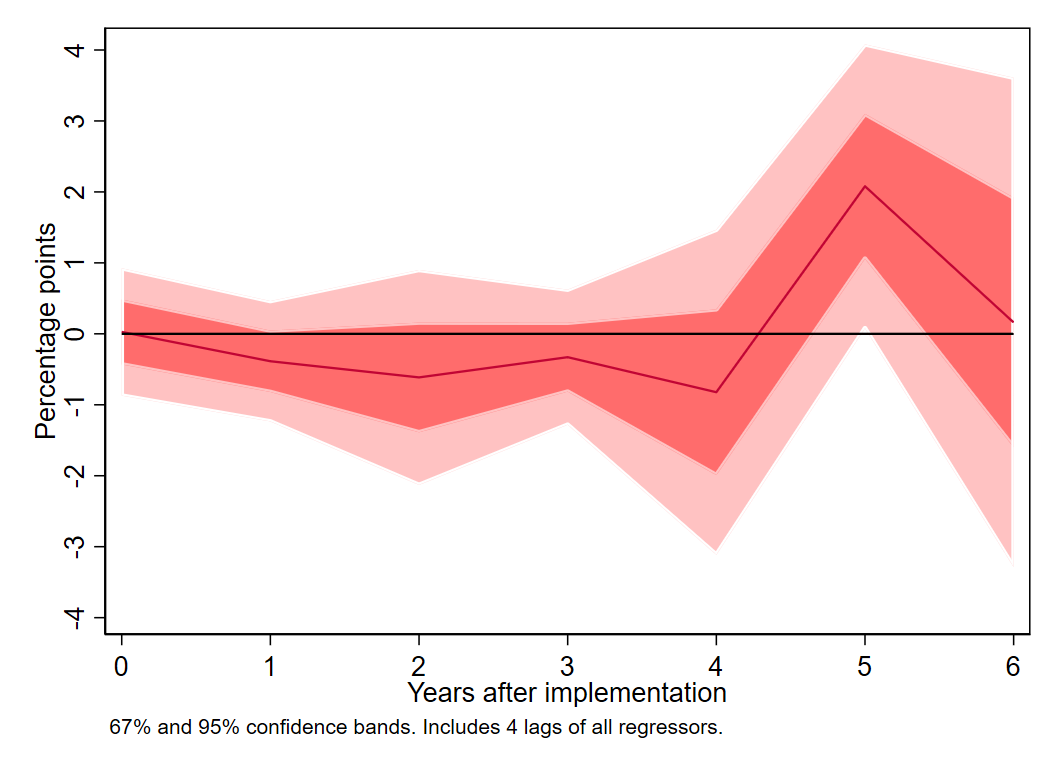 4
3
2
1
0
-1
-2
-3
-4
Percentage points
0 1 2 3 4 5 6
Years after implementation
67% and 95% confidence bands. Includes 4 lags of all regressors.